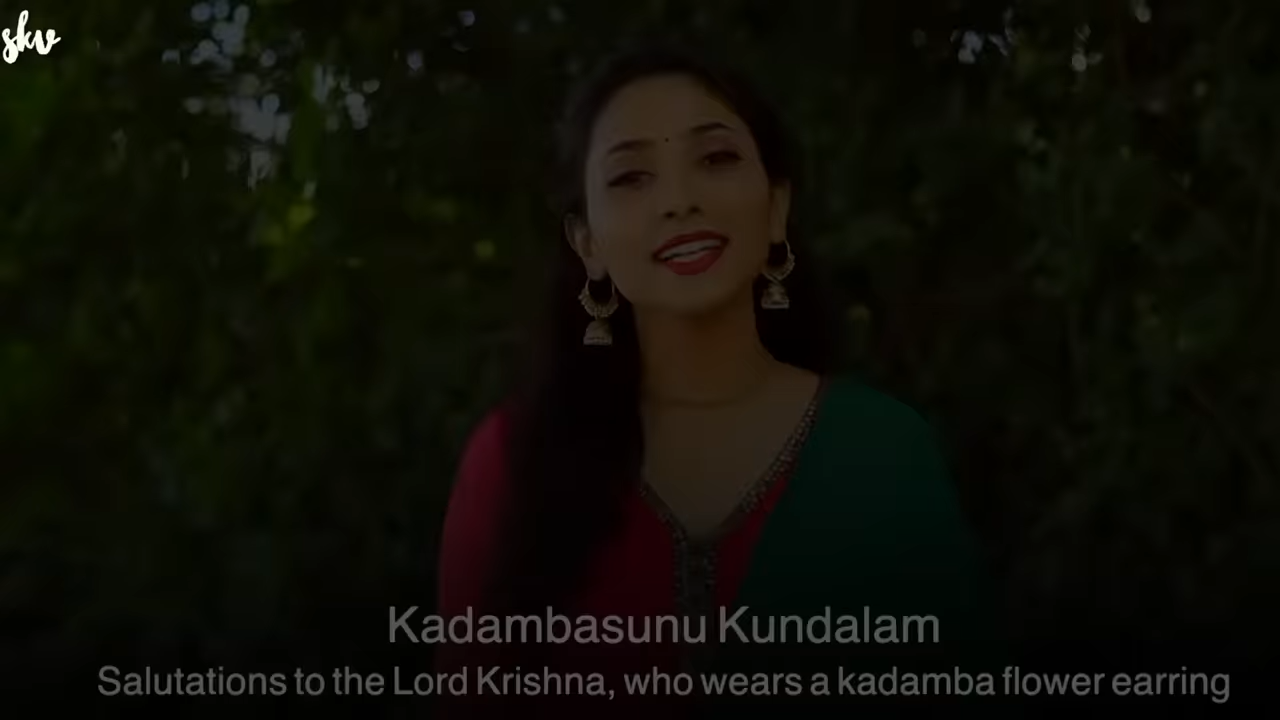 skv
Kadambasunu Kundalam
Salutations to the Lord Krishna, who wears a kadamba flower earring